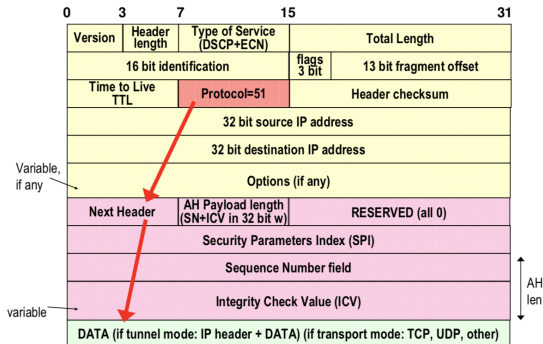 0 3 7 15 31
Version
Header
length
Type of Service
(DSCP+ECN)
Total Length
16 bit identification
flags
3 bit
13 bit fragment offset
Time to Live
TTL
Protocol=51
Header checksum
32 bit source IP address
32 bit destination IP address
Variable,
if any
Options (if any)
Next Header
AH Payload length
(SN+ICV in 32 bit w)
RESERVED (all 0)
Security Parameters Index (SPI)
Sequence Number field
AH
len
Integrity Check Value (ICV)
variable
DATA (if tunnel mode: IP header + DATA) (if transport mode: TCP, UDP, other)